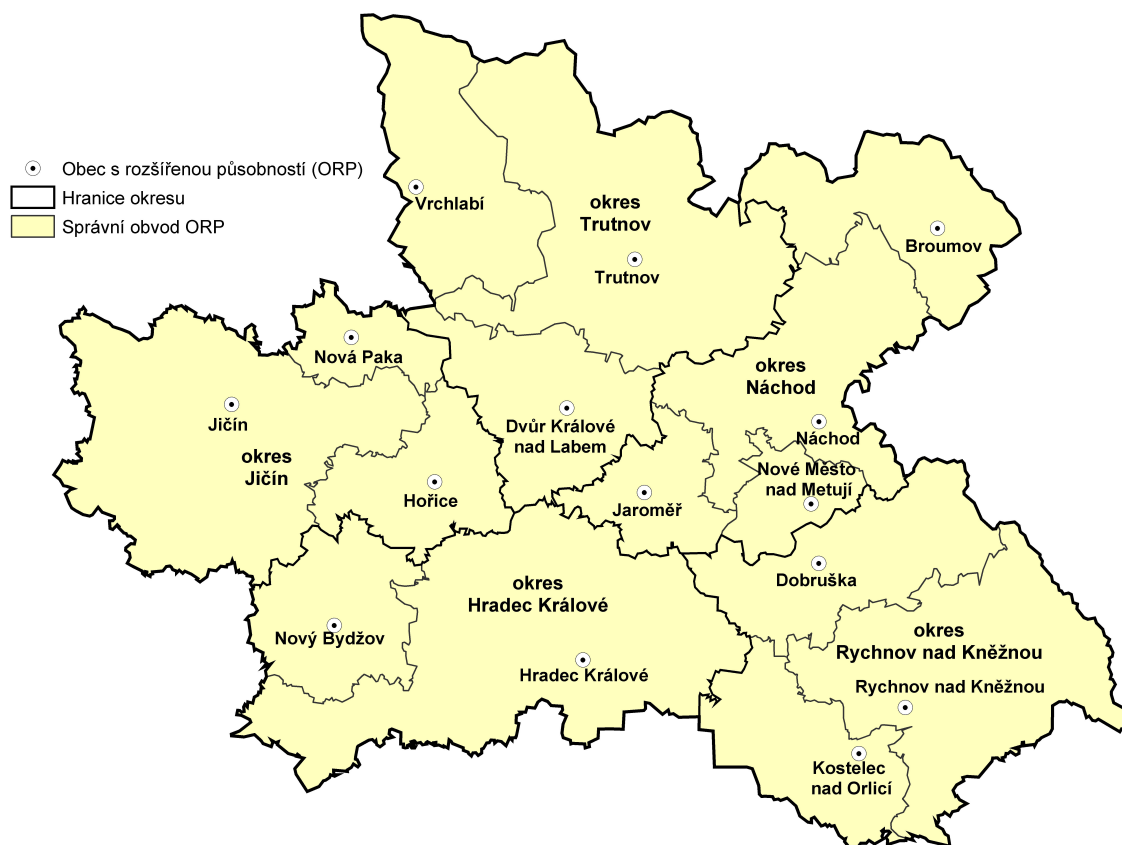 Obec s rozšířenou působností (ORP)
Hranice okresu
Správní obvod ORP
Vrchlabí
okres
Trutnov
Trutnov
Broumov
Nová Paka
okres
Náchod
Jičín
okres
Jičín
Dvůr Králové
nad Labem
Náchod
Nové Město
nad Metují
Hořice
Jaroměř
Dobruška
okres
Hradec Králové
Nový Bydžov
okres
Rychnov nad Kněžnou
Hradec Králové
Rychnov nad Kněžnou
Kostelec
nad Orlicí